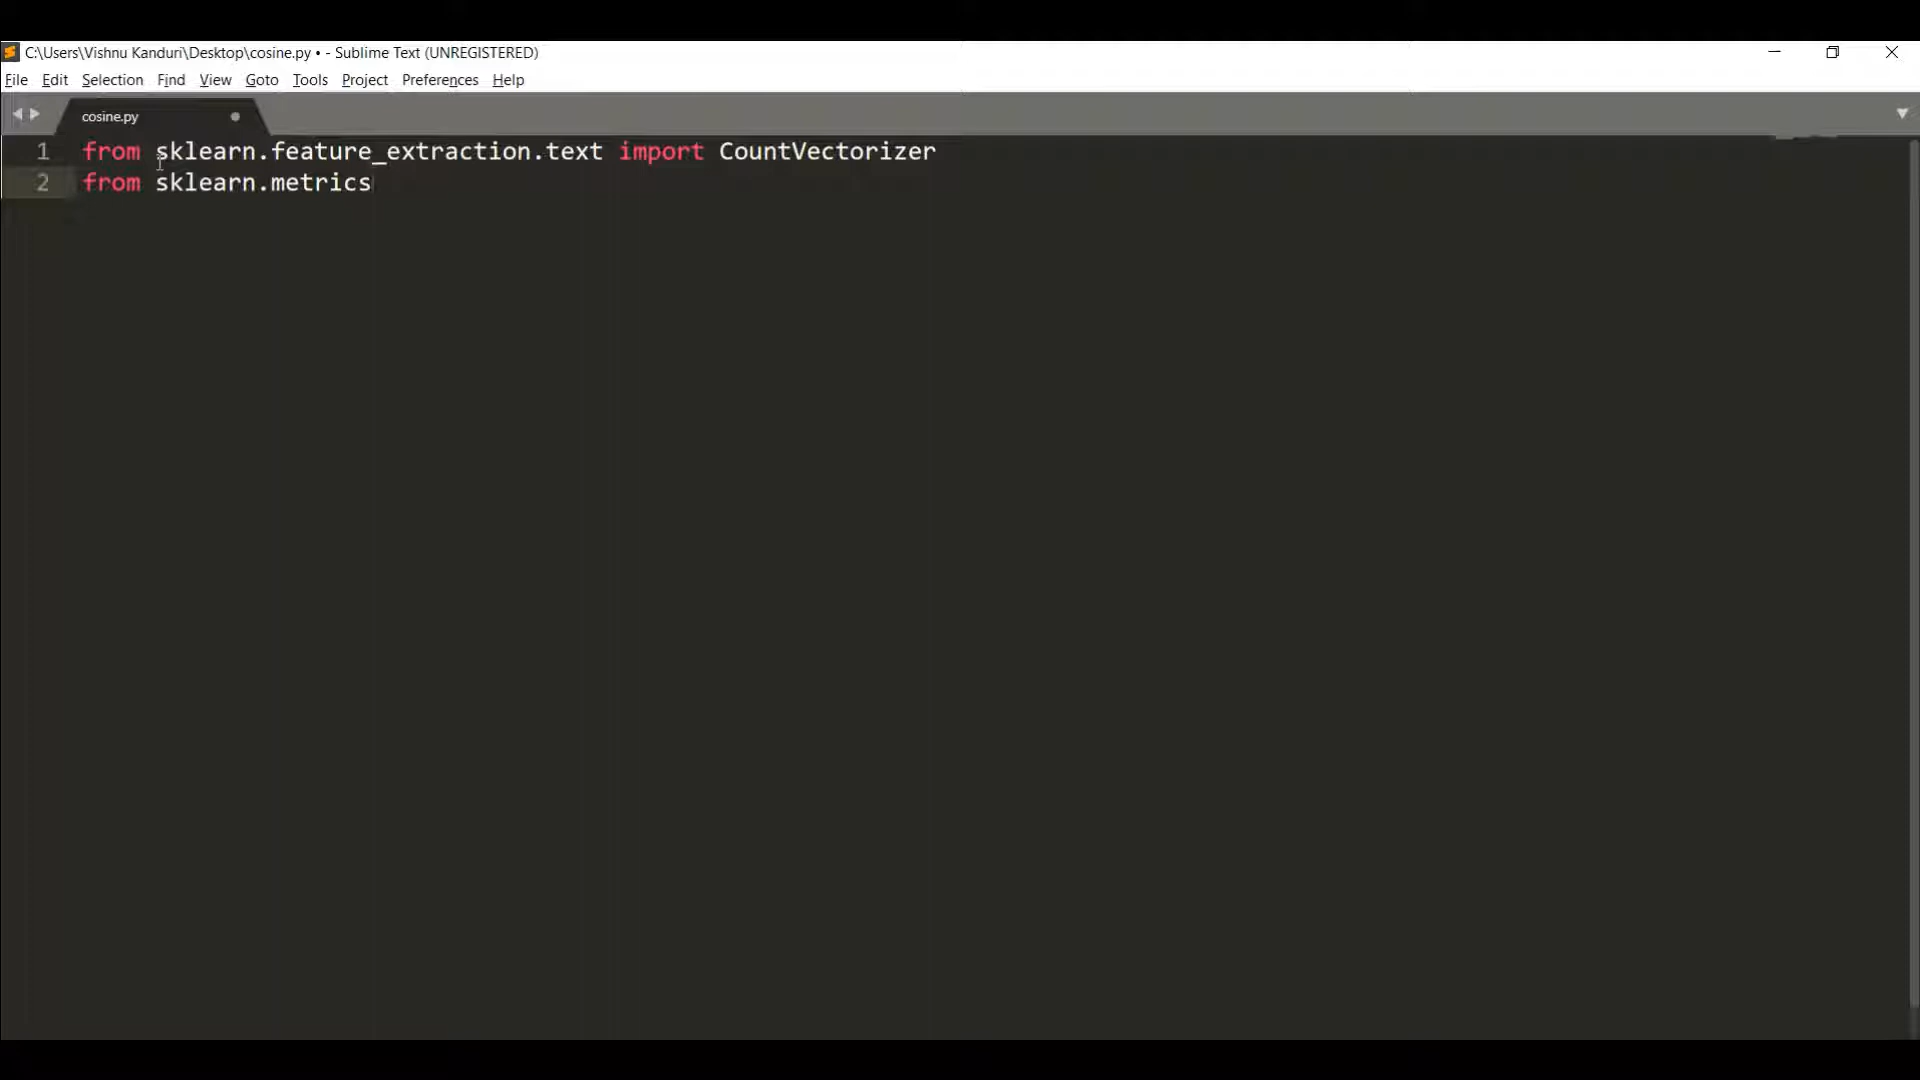 C:\Users\Vishnu Kanduri\Desktop\cosine.py • - Sublime Text (UNREGISTERED)
File Edit Selection Find View Goto Tools Project Preferences Help
cosine.py
1 from sklearn.feature_extraction.text import CountVectorizer
2 from sklearn.metrics